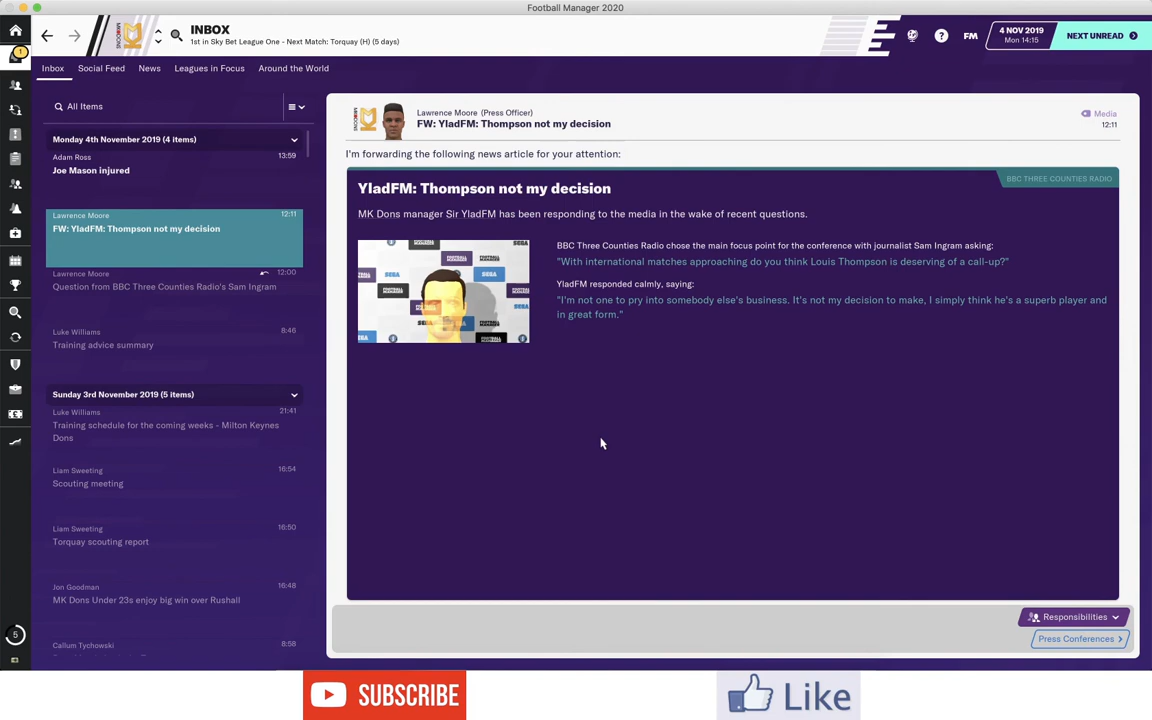 Football Manager 2020
INBOX
1st in Sky Bet League One - Next Match: Torquay (H) (5 days)
FM
4 NOV 2019
Mon 14:15
NEXT UNREAD
1
Inbox
Social Feed
News
Leagues in Focus
Around the World
All Items
Monday 4th November 2019 (4 items)
Adam Ross
13:59
Joe Mason injured
Lawrence Moore
12:11
FW: YladFM: Thompson not my decision
Lawrence Moore
12:00
Question from BBC Three Counties Radio's Sam Ingram
Luke Williams
8:46
Training advice summary
Sunday 3rd November 2019 (5 items)
Luke Williams
21:41
Training schedule for the coming weeks - Milton Keynes
Dons
Liam Sweeting
16:54
Scouting meeting
Liam Sweeting
16:50
Torquay scouting report
Jon Goodman
16:48
MK Dons Under 23s enjoy big win over Rushall
Callum Tychowski
8:58
5
Lawrence Moore (Press Officer)
FW: YladFM: Thompson not my decision
Media
12:11
I'm forwarding the following news article for your attention:
BBC THREE COUNTIES RADIO
YladFM: Thompson not my decision
MK Dons manager Sir YladFM has been responding to the media in the wake of recent questions.
BBC Three Counties Radio chose the main focus point for the conference with journalist Sam Ingram asking:
"With international matches approaching do you think Louis Thompson is deserving of a call-up?"
YladFM responded calmly, saying:
"I'm not one to pry into somebody else's business. It's not my decision to make, I simply think he's a superb player and
in great form."
SEGA
SEGA
SEGA
Responsibilities
Press Conferences
SUBSCRIBE
Like